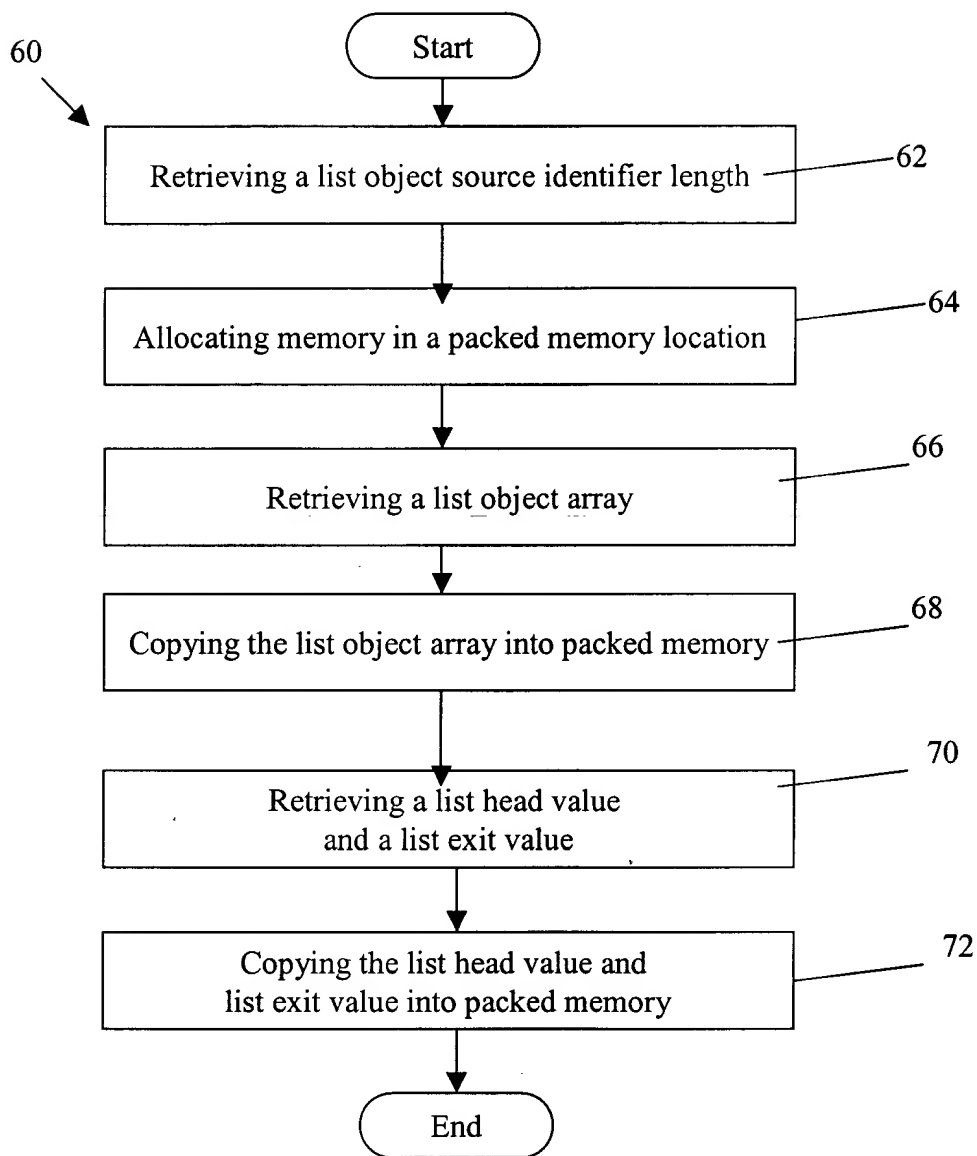 60
Start
Retrieving a list object source identifier length
62
Allocating memory in a packed memory location
64
Retrieving a list object array
66
Copying the list object array into packed memory
68
Retrieving a list head value
and a list exit value
70
Copying the list head value and
list exit value into packed memory
72
End